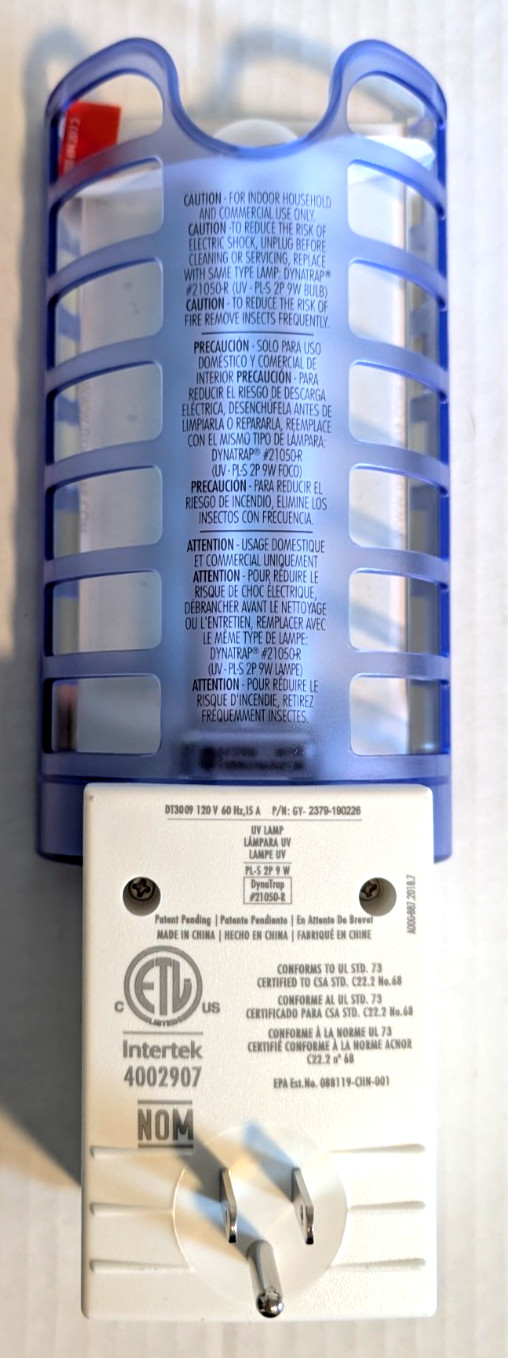 CAUTION - FOR INDOOR HOUSEHOLD
AND COMMERCIAL USE ONLY.
CAUTION -TO REDUCE THE RISK OF
ELECTRIC SHOCK, UNPLUG BEFORE
CLEANING OR SERVICING, REPLACE
WITH SAME TYPE LAMP: DYNATRAP®
#21050-R (UV - PL-S 2P 9W BULB)
CAUTION - TO REDUCE THE RISK OF
FIRE REMOVE INSECTS FREQUENTLY.
PRECAUCIÓN - SOLO PARA USO
DOMÉSTICO Y COMERCIAL DE
INTERIOR PRECAUCIÓN - PARA
REDUCIR EL RIESGO DE DESCARGA
ELÉCTRICA, DESENCHÚFELA ANTES DE
LIMPIARLA O REPARARLA, REEMPLACE
CON EL MISMO TIPO DE LÁMPARA:
DYNATRAP® #21050-R
(UV - PL-S 2P 9W FOCO)
PRECAUCIÓN - PARA REDUCIR EL
RIESGO DE INCENDIO, ELIMINE LOS
INSECTOS CON FRECUENCIA.
ATTENTION - USAGE DOMESTIQUE
ET COMMERCIAL UNIQUEMENT
ATTENTION - POUR RÉDUIRE LE
RISQUE DE CHOC ÉLECTRIQUE,
DÉBRANCHER AVANT LE NETTOYAGE
OU L'ENTRETIEN, REMPLACER AVEC
LE MÊME TYPE DE LAMPE:
DYNATRAP® #21050-R
(UV - PL-S 2P 9W LAMPE)
ATTENTION - POUR RÉDUIRE LE
RISQUE D'INCENDIE, RETIREZ
FRÉQUEMMENT INSECTES.
DT3009 120 V 60 Hz,15 A P/N: GY- 2379-190226
UV LAMP
LÁMPARA UV
LAMPE UV
PL-S 2P 9 W
DynaTrap
#21050-R
A000-887.2018.7
Patent Pending | Patente Pendiente | En Attente De Brevet
MADE IN CHINA | HECHO EN CHINA | FABRIQUÉ EN CHINE
ETL
LISTED
C US
Intertek
4002907
NOM
CONFORMS TO UL STD. 73
CERTIFIED TO CSA STD. C22.2 No.68
CONFORME AL UL STD. 73
CERTIFICADO PARA CSA STD. C22.2 No.68
CONFORME À LA NORME UL 73
CERTIFIÉ CONFORME À LA NORME ACNOR
C22.2 n° 68
EPA Est.No. 088119-CHN-001